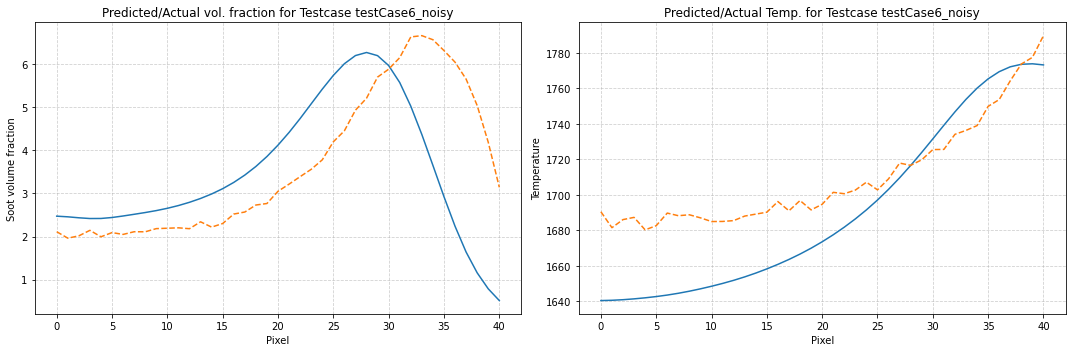 Predicted/Actual vol. fraction for Testcase testCase6_noisy
Soot volume fraction
6
5
4
3
2
1
0 5 10 15 20 25 30 35 40
Pixel
Predicted/Actual Temp. for Testcase testCase6_noisy
Temperature
1780
1760
1740
1720
1700
1680
1660
1640
0 5 10 15 20 25 30 35 40
Pixel